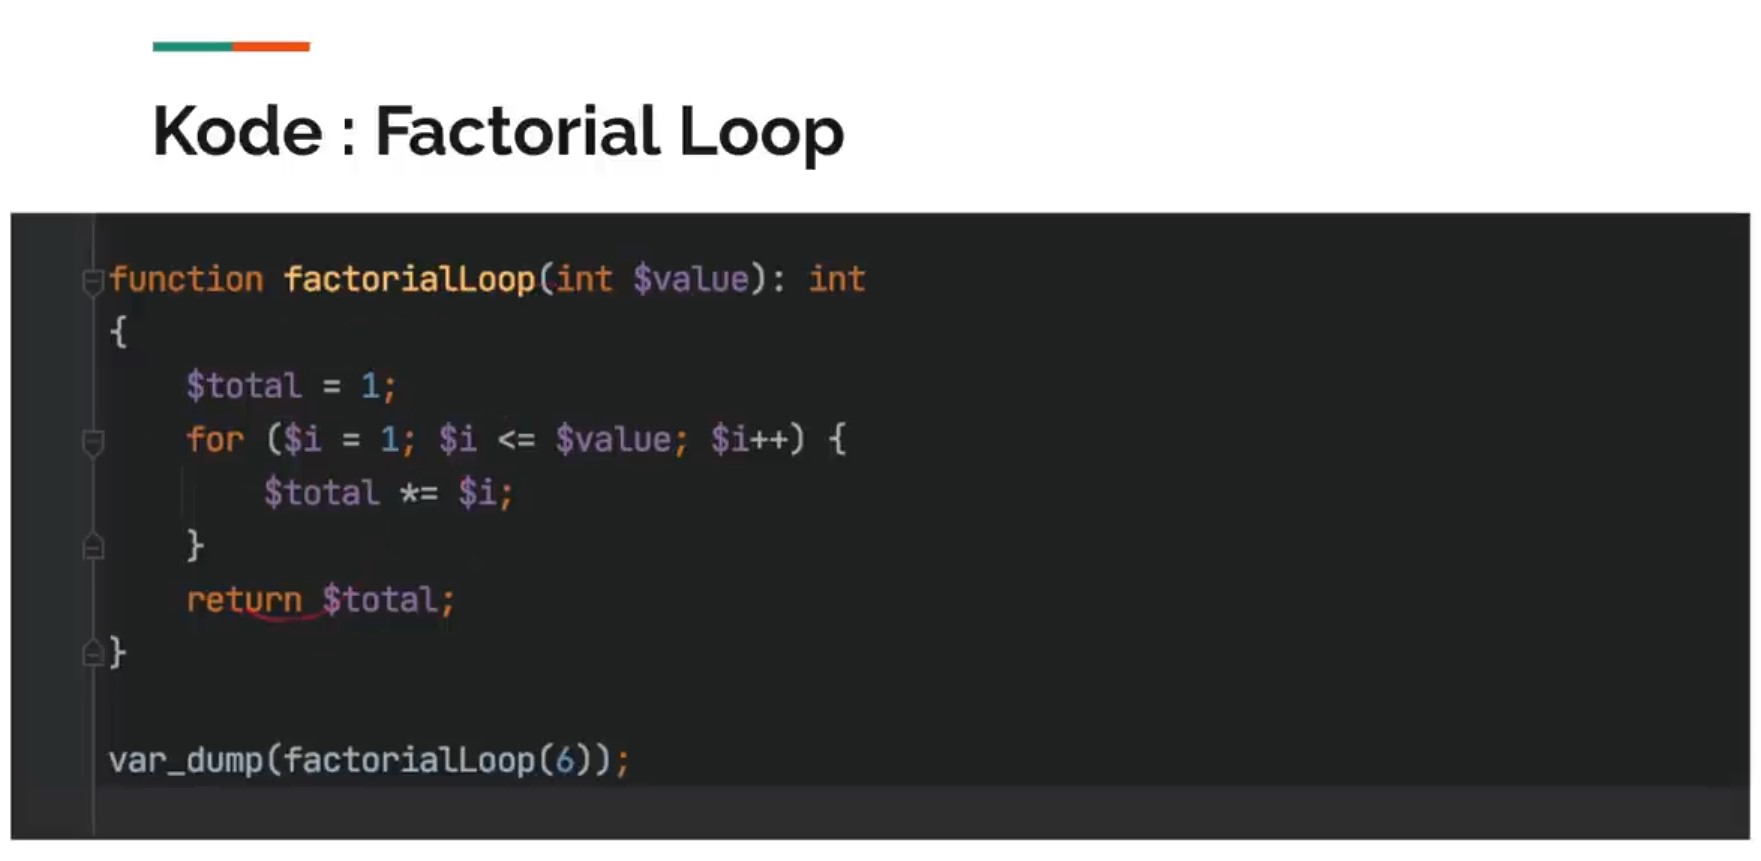 Kode : Factorial Loop
function factorialLoop(int $value): int
{
    $total = 1;
    for ($i = 1; $i <= $value; $i++) {
        $total *= $i;
    }
    return $total;
}
var_dump(factorialLoop(6));